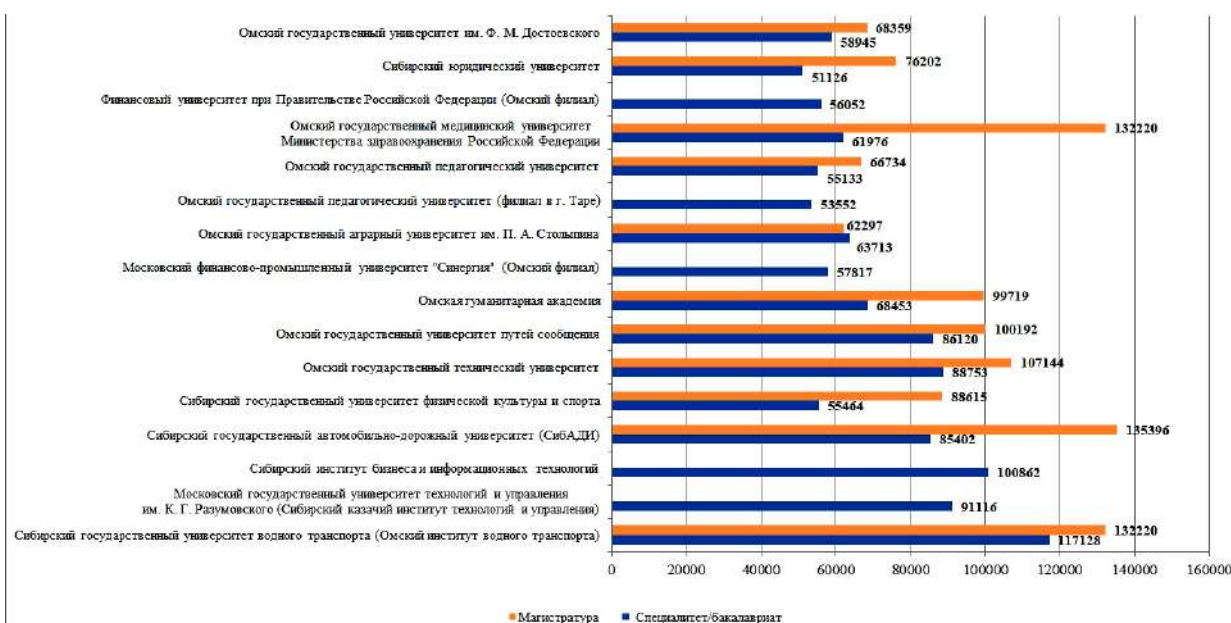 Омский государственный университет им. Ф. М. Достоевского
68359
58945
Сибирский юридический университет
76202
51126
Финансовый университет при Правительстве Российской Федерации (Омский филиал)
56052
Омский государственный медицинский университет
Министерства здравоохранения Российской Федерации
132220
61976
Омский государственный педагогический университет
66734
55133
Омский государственный педагогический университет (филиал в г. Таре)
53552
Омский государственный аграрный университет им. П. А. Столыпина
62297
63713
Московский финансово-промышленный университет "Синергия" (Омский филиал)
57817
Омская гуманитарная академия
99719
68453
Омский государственный университет путей сообщения
100192
86120
Омский государственный технический университет
107144
88753
Сибирский государственный университет физической культуры и спорта
88615
55464
Сибирский государственный автомобильно-дорожный университет (СибАДИ)
135396
85402
Сибирский институт бизнеса и информационных технологий
100862
Московский государственный университет технологий и управления
им. К. Г. Разумовского (Сибирский казачий институт технологий и управления)
91116
Сибирский государственный университет водного транспорта (Омский институт водного транспорта)
132220
117128
0 20000 40000 60000 80000 100000 120000 140000 160000
Магистратура Специалитет/бакалавриат